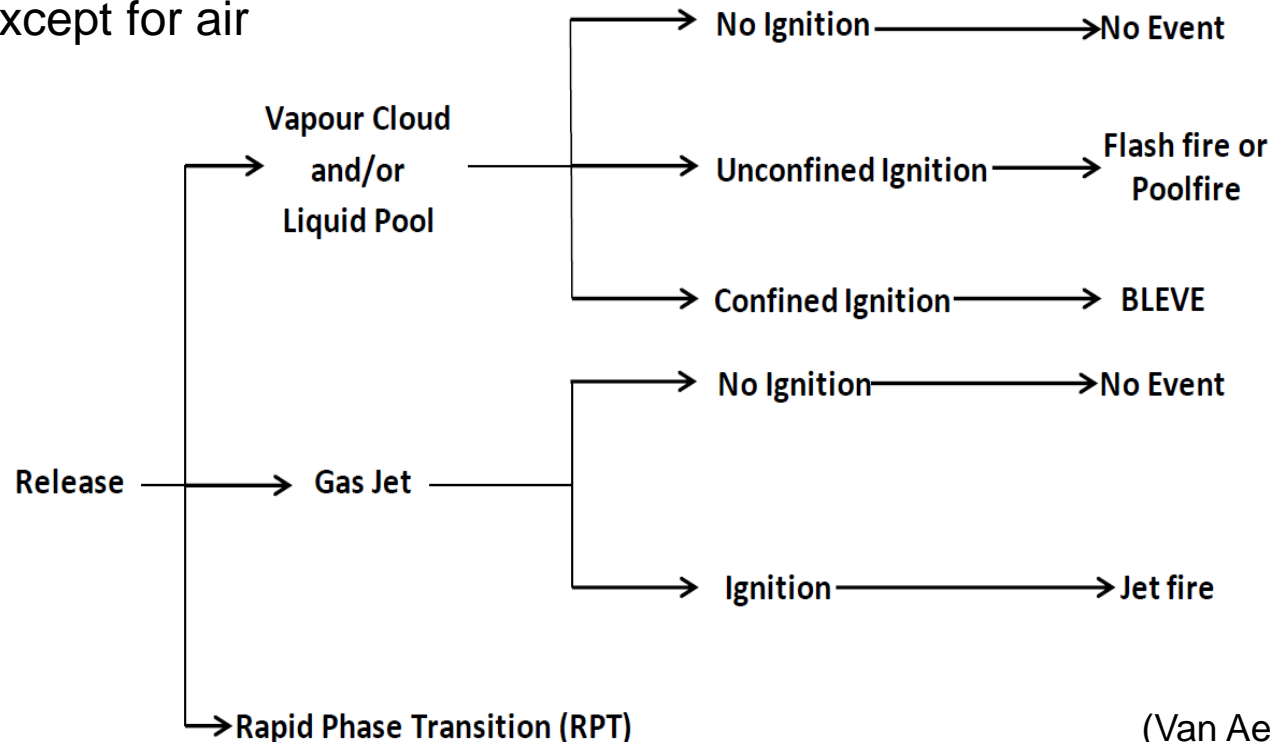 xcept for air
No Ignition
No Event
Vapour Cloud
and/or
Liquid Pool
Unconfined Ignition
Flash fire or
Poolfire
Confined Ignition
BLEVE
No Ignition
No Event
Release
Gas Jet
Ignition
Jet fire
Rapid Phase Transition (RPT)
(Van Ae